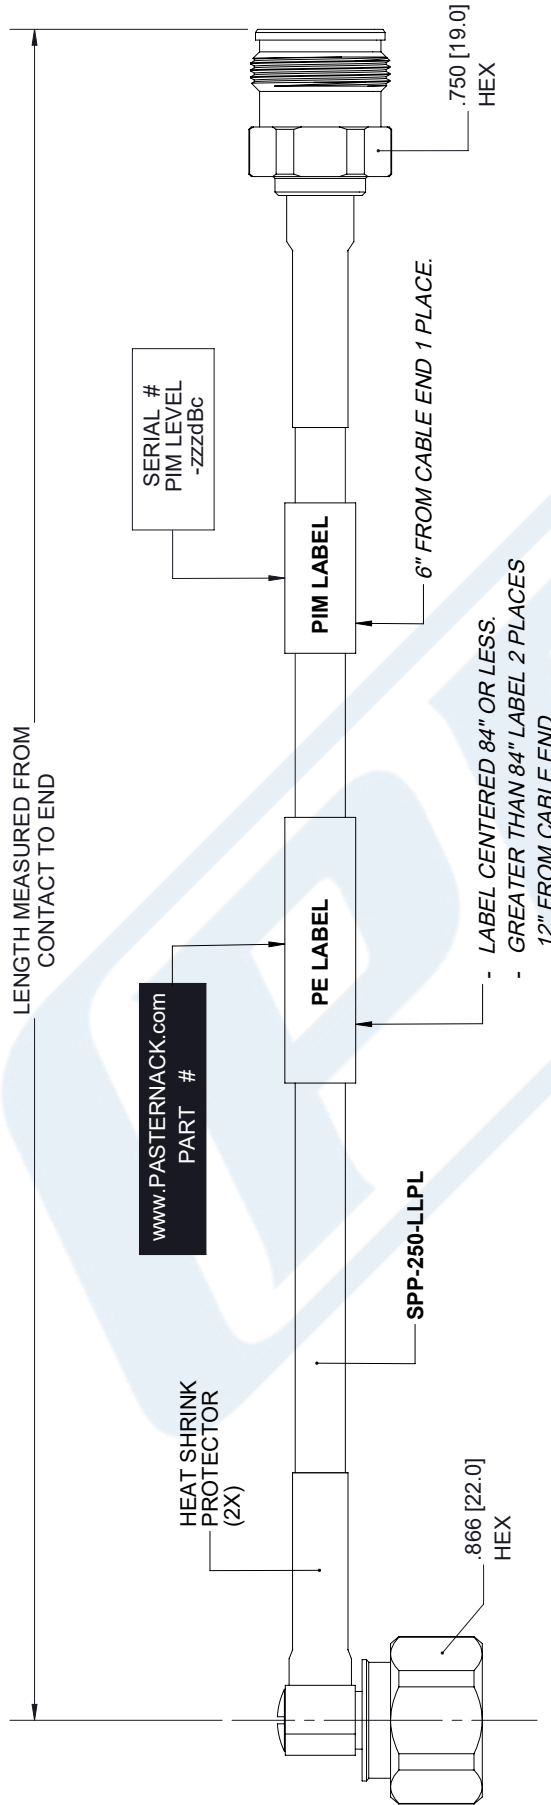 LENGTH MEASURED FROM
CONTACT TO END
HEAT SHRINK
PROTECTOR
(2X)
www.PASTERNACK.com
PART #
SERIAL #
PIM LEVEL
-zzzdBc
PE LABEL
PIM LABEL
.866 [22.0]
HEX
SPP-250-LLPL
- LABEL CENTERED 84" OR LESS.
- GREATER THAN 84" LABEL 2 PLACES
12" FROM CABLE END
6" FROM CABLE END 1 PLACE.
.750 [19.0]
HEX